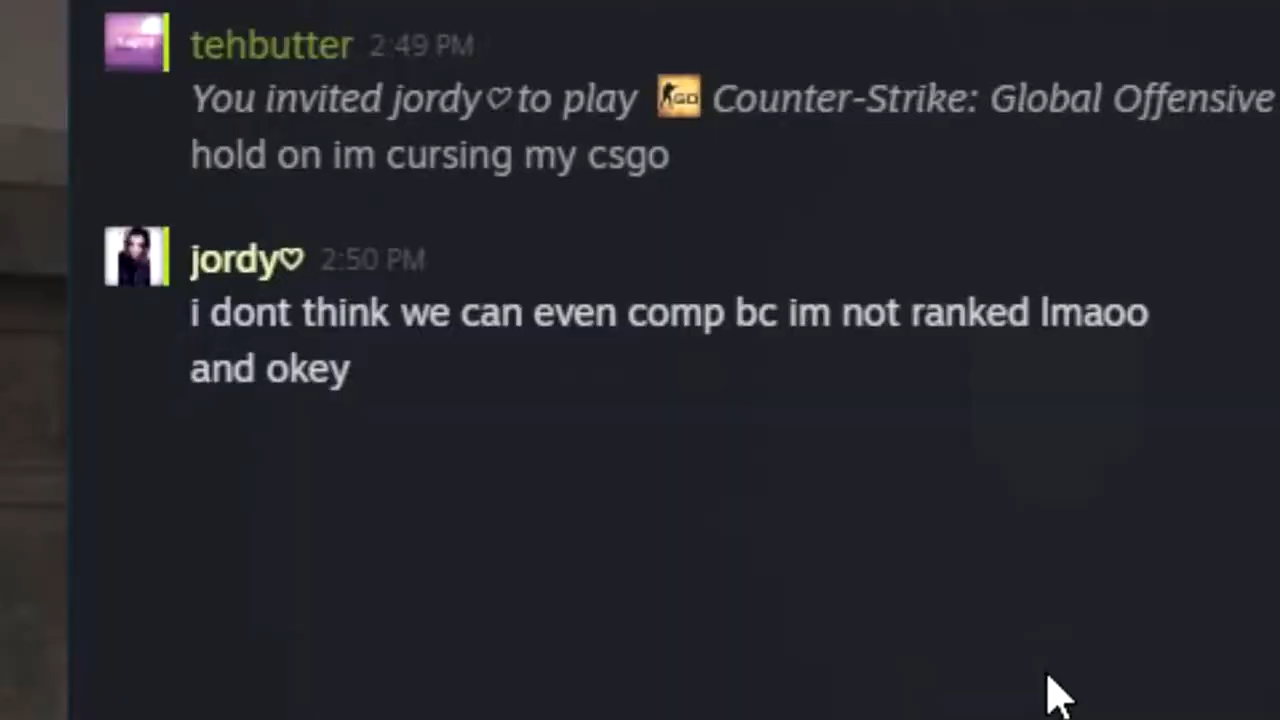 tehbutter 2:49 PM
You invited jordy♡ to play GO Counter-Strike: Global Offensive
hold on im cursing my csgo
jordy♡ 2:50 PM
i dont think we can even comp bc im not ranked lmaoo
and okey